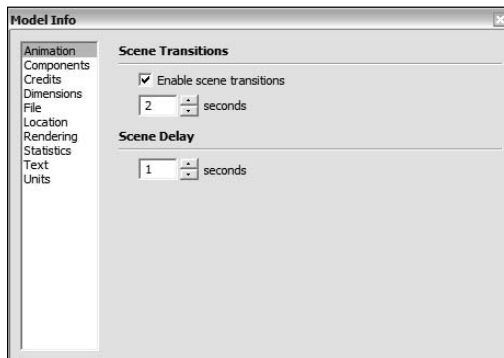 Model Info
Animation
Components
Credits
Dimensions
File
Location
Rendering
Statistics
Text
Units
Scene Transitions
Enable scene transitions
2 seconds
Scene Delay
1 seconds